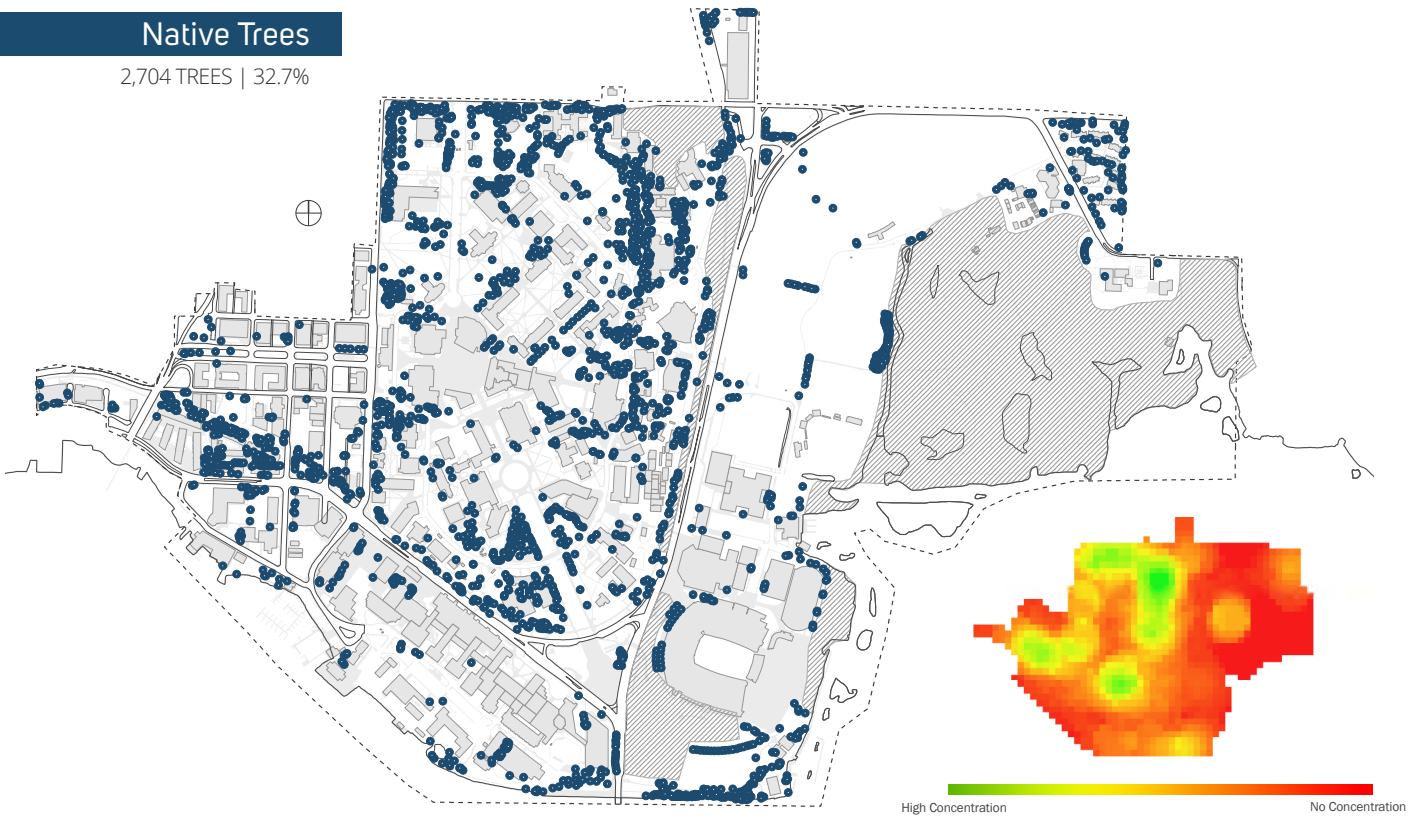 Native Trees
2,704 TREES | 32.7%
High Concentration
No Concentration